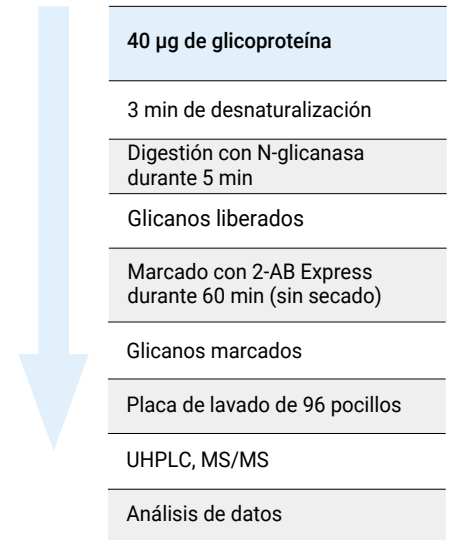 40 µg de glicoproteína
3 min de desnaturalización
Digestión con N-glicanasa
durante 5 min
Glicanos liberados
Marcado con 2-AB Express
durante 60 min (sin secado)
Glicanos marcados
Placa de lavado de 96 pocillos
UHPLC, MS/MS
Análisis de datos